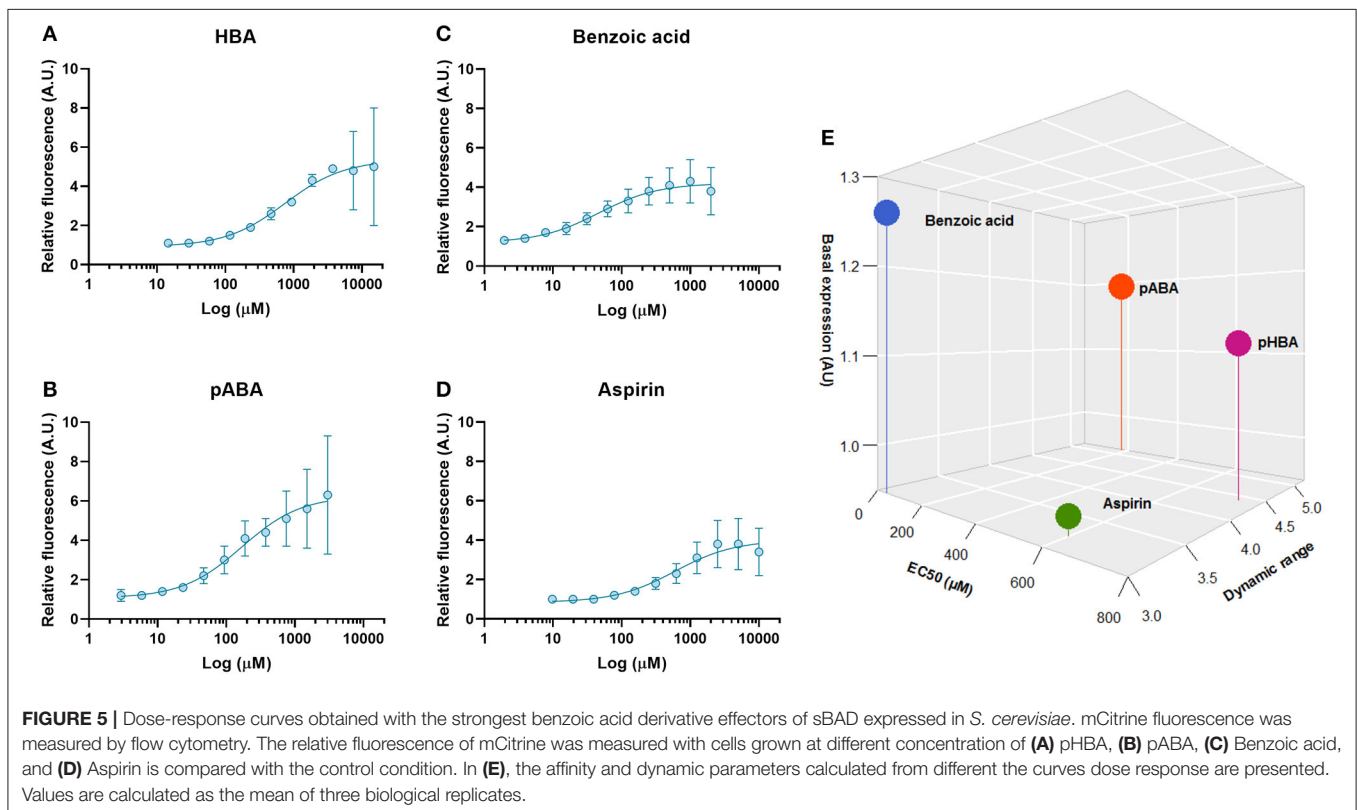 A
HBA
Relative fluorescence (A.U.)
10
8
6
4
2
0
1
10
100
1000
10000
Log (μM)
B
pABA
Relative fluorescence (A.U.)
10
8
6
4
2
0
1
10
100
1000
10000
Log (μM)
C
Benzoic acid
Relative fluorescence (A.U.)
10
8
6
4
2
0
1
10
100
1000
10000
Log (μM)
D
Aspirin
Relative fluorescence (A.U.)
10
8
6
4
2
0
1
10
100
1000
10000
Log (μM)
E
Basal expression (AU)
1.3
1.2
1.1
1.0
Benzoic acid
pABA
pHBA
Aspirin
0
200
400
600
800
EC50 (μM)
3.0
3.5
4.0
4.5
5.0
Dynamic range
FIGURE 5 | Dose-response curves obtained with the strongest benzoic acid derivative effectors of sBAD expressed in S. cerevisiae. mCitrine fluorescence was
measured by flow cytometry. The relative fluorescence of mCitrine was measured with cells grown at different concentration of (A) pHBA, (B) pABA, (C) Benzoic acid,
and (D) Aspirin is compared with the control condition. In (E), the affinity and dynamic parameters calculated from different the curves dose response are presented.
Values are calculated as the mean of three biological replicates.